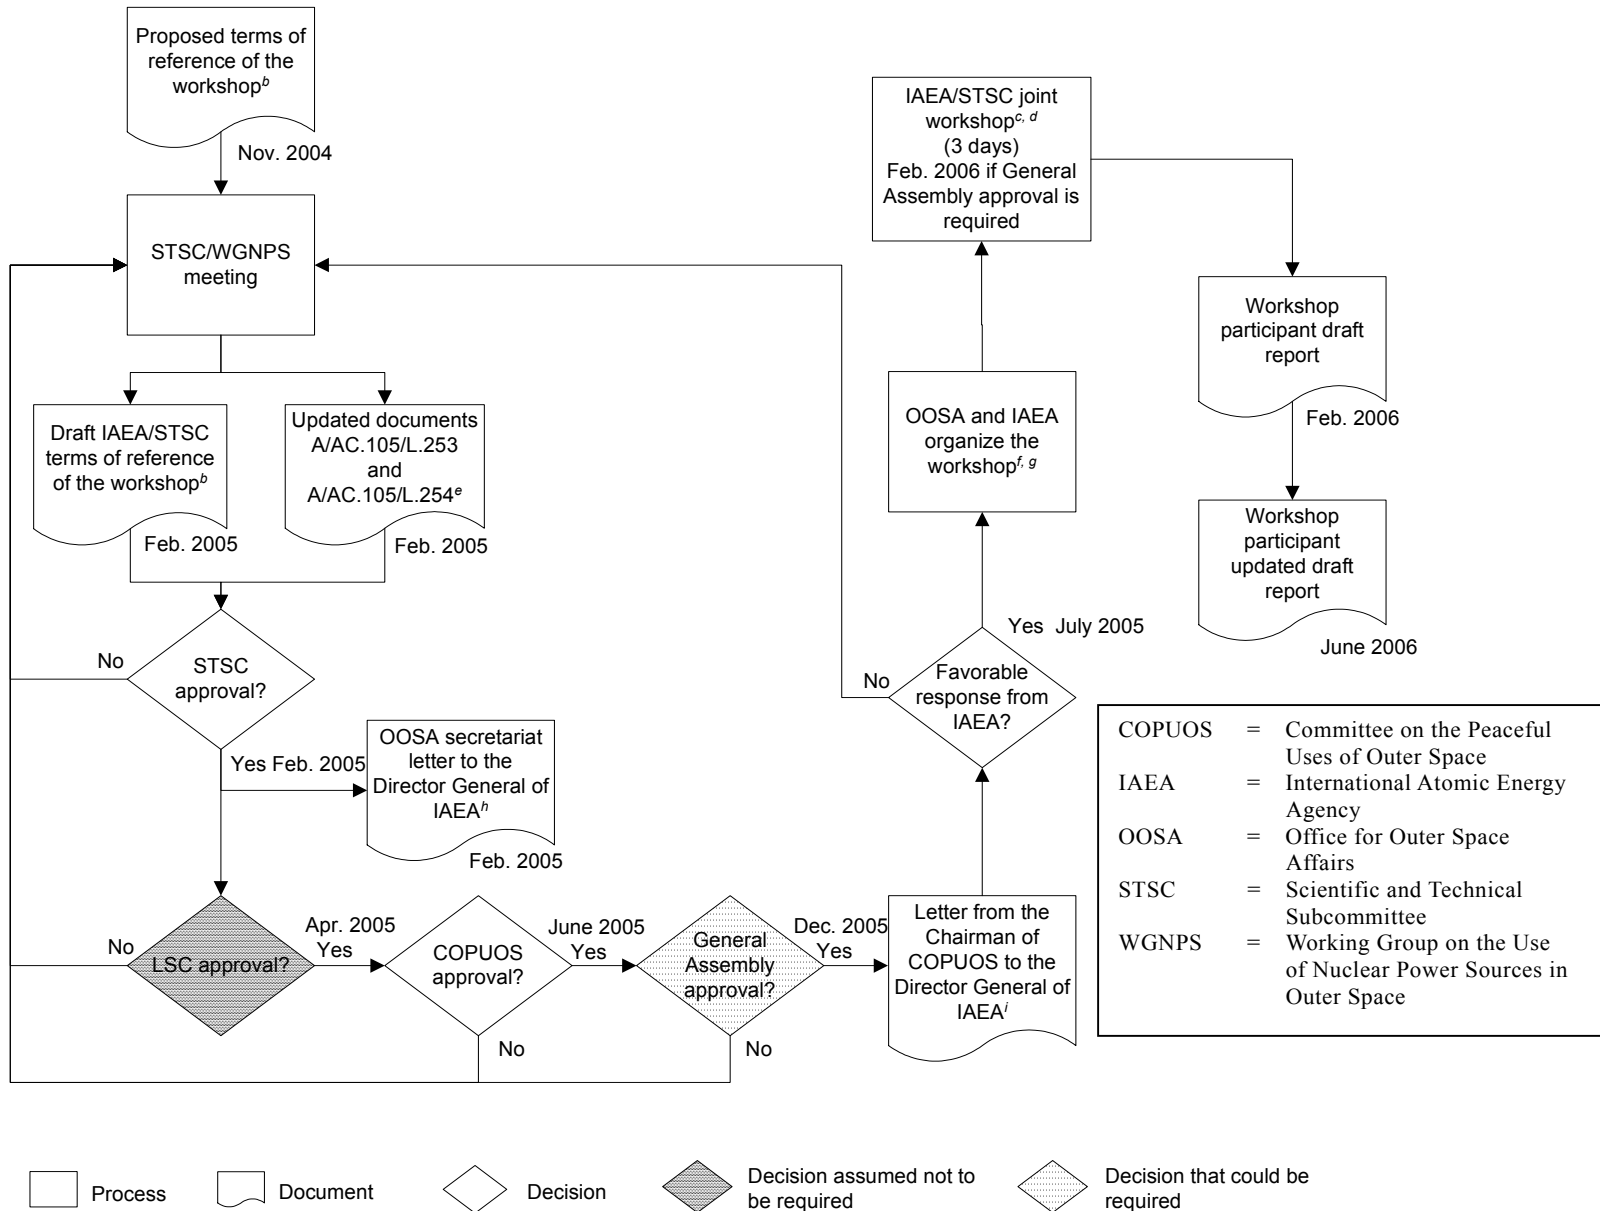 Proposed terms of
reference of the
workshop^b
Nov. 2004
STSC/WGNPS
meeting
Draft IAEA/STSC
terms of reference
of the workshop^b
Feb. 2005
Updated documents
A/AC.105/L.253
and
A/AC.105/L.254^e
Feb. 2005
No
STSC
approval?
Yes Feb. 2005
OOSA secretariat
letter to the
Director General of
IAEA^h
Feb. 2005
No
LSC approval?
Apr. 2005
Yes
COPUOS
approval?
No
June 2005
Yes
General
Assembly
approval?
No
Dec. 2005
Yes
Letter from the
Chairman of
COPUOS to the
Director General of
IAEA^i
Favorable
response from
IAEA?
No
Yes July 2005
OOSA and IAEA
organize the
workshop^f, g
IAEA/STSC joint
workshop^c, d
(3 days)
Feb. 2006 if General
Assembly approval is
required
Workshop
participant draft
report
Feb. 2006
Workshop
participant
updated draft
report
June 2006
COPUOS = Committee on the Peaceful
Uses of Outer Space
IAEA = International Atomic Energy
Agency
OOSA = Office for Outer Space
Affairs
STSC = Scientific and Technical
Subcommittee
WGNPS = Working Group on the Use
of Nuclear Power Sources in
Outer Space
Process
Document
Decision
Decision assumed not to
be required
Decision that could be
required